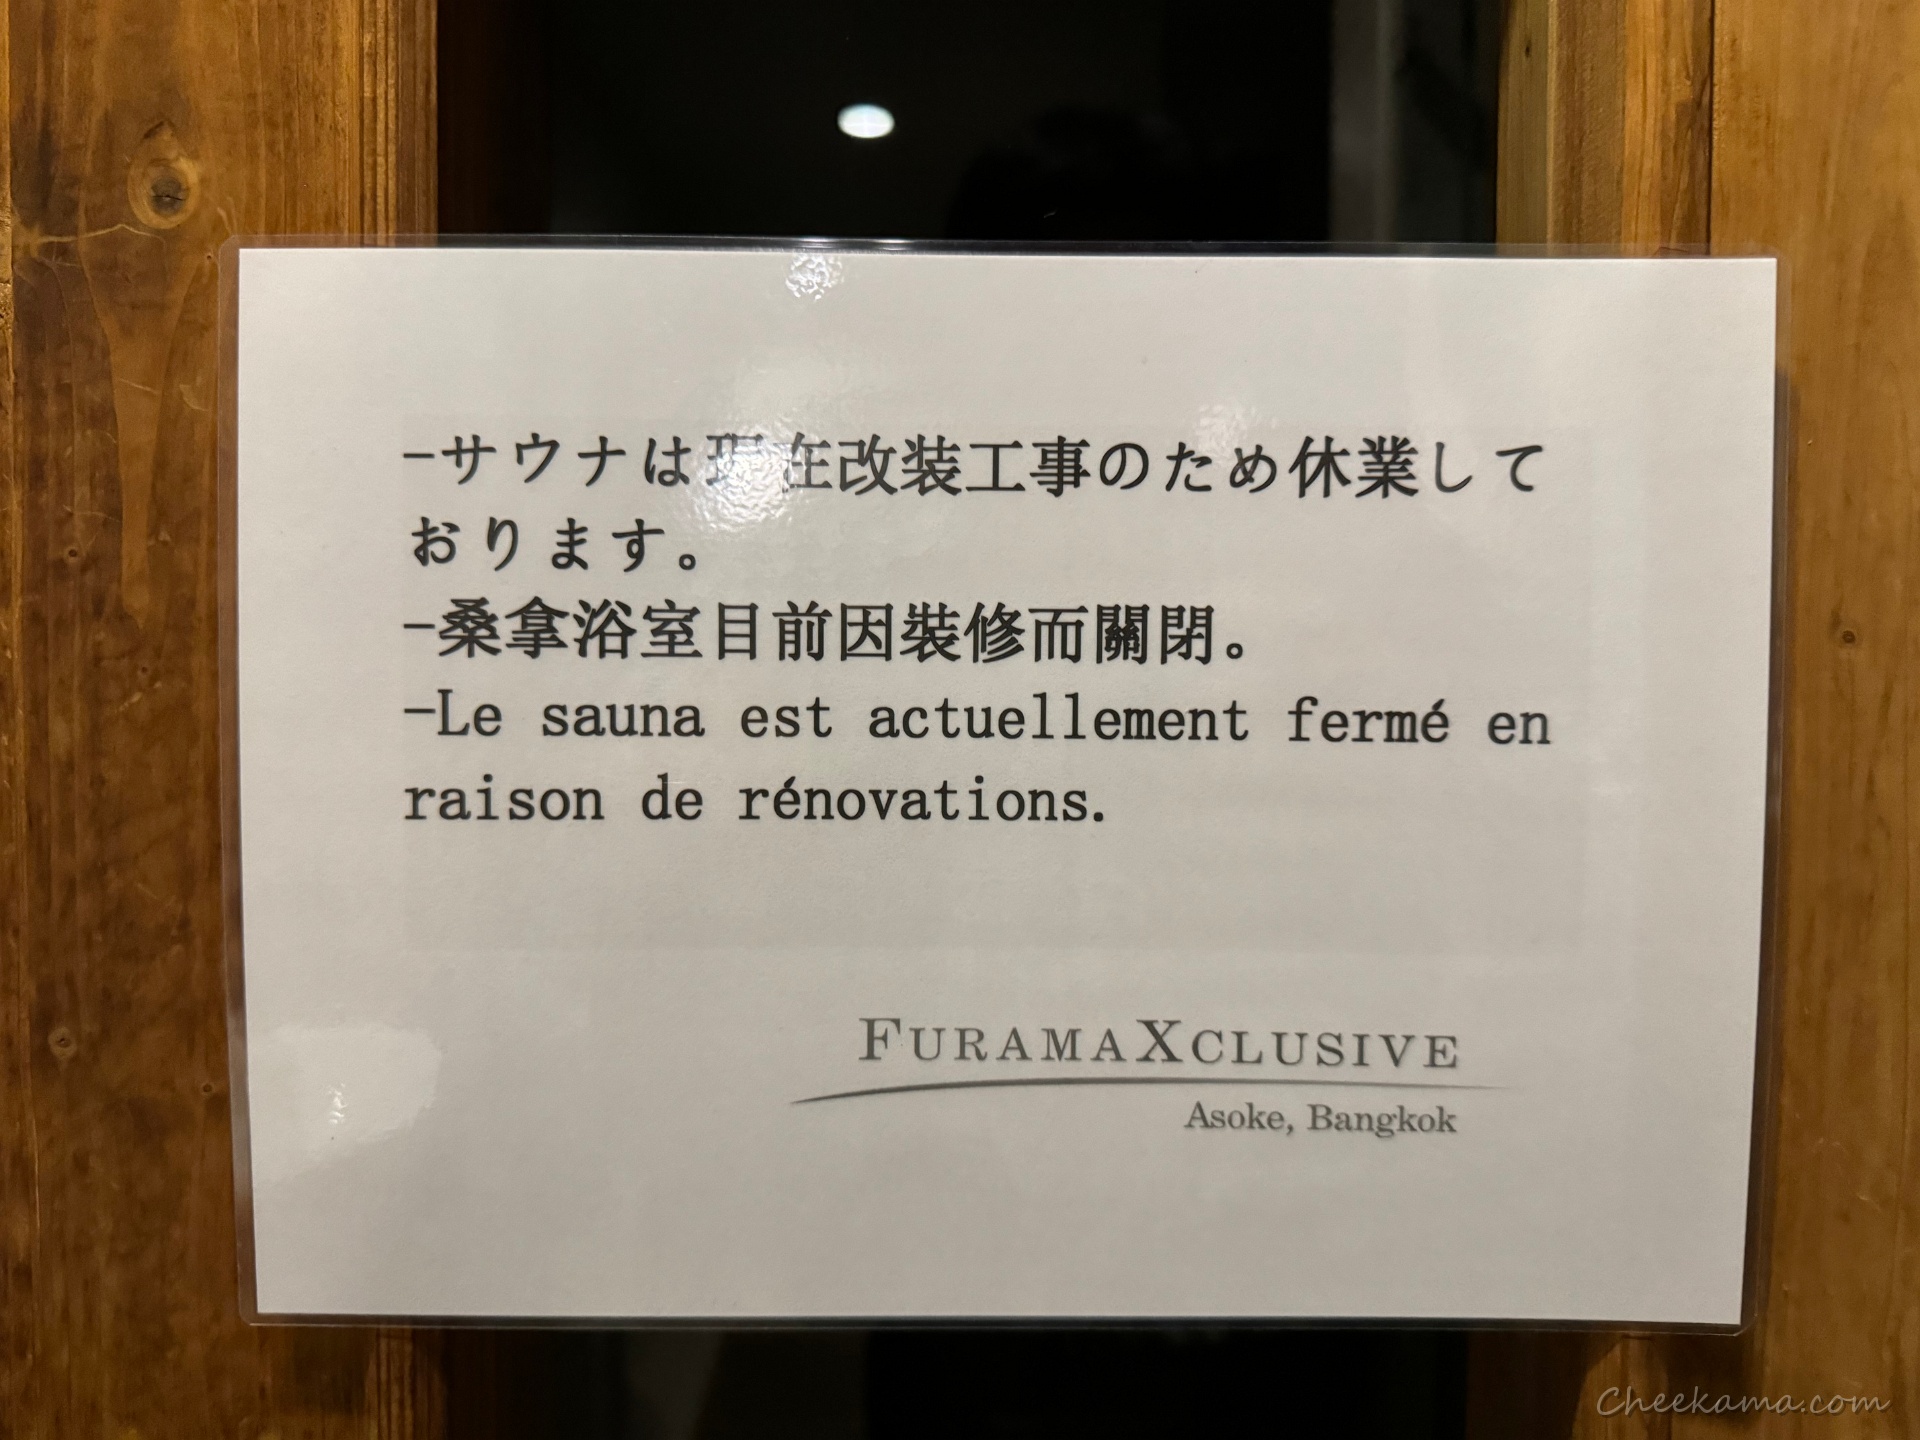 -サウナは現在改装工事のため休業して
おります。
-桑拿浴室目前因裝修而關閉。
-Le sauna est actuellement fermé en
raison de rénovations.
FURAMAXCLUSIVE
Asoke, Bangkok
Cheekama.com